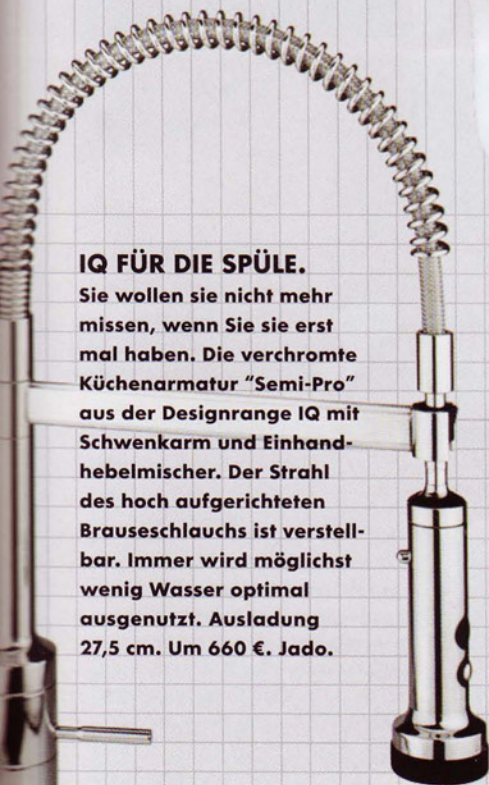 IQ FÜR DIE SPÜLE.
Sie wollen sie nicht mehr
missen, wenn Sie sie erst
mal haben. Die verchromte
Küchenarmatur "Semi-Pro"
aus der Designrange IQ mit
Schwenkarm und Einhand-
hebelmischer. Der Strahl
des hoch aufgerichteten
Brauseschlauchs ist verstell-
bar. Immer wird möglichst
wenig Wasser optimal
ausgenutzt. Ausladung
27,5 cm. Um 660 €. Jado.